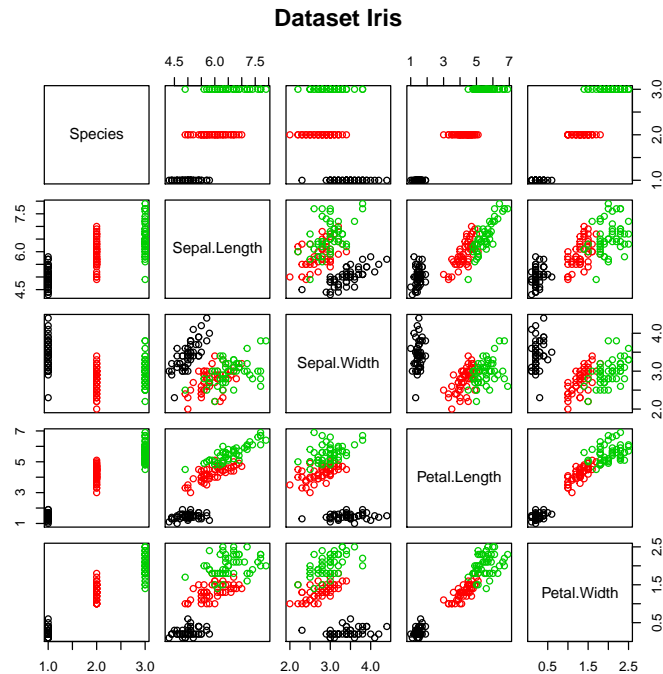 Dataset Iris
4.5 6.0 7.5
1 3 5 7
Species
1.0 2.0 3.0
4.5 6.0 7.5
Sepal.Length
Sepal.Width
2.0 3.0 4.0
1 3 5 7
Petal.Length
Petal.Width
0.5 1.5 2.5
1.0 2.0 3.0
2.0 3.0 4.0
0.5 1.5 2.5